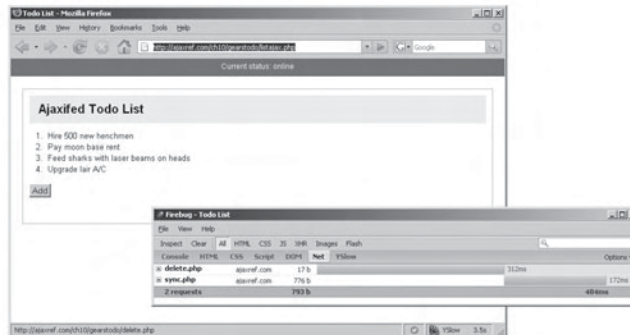 Todo List - Mozilla Firefox
File Edit View History Bookmarks Tools Help
http://ajaxref.com/ch10/gearstodo/listajax.php
Google
Current status: online
Ajaxifed Todo List
1. Hire 500 new henchmen
2. Pay moon base rent
3. Feed sharks with laser beams on heads
4. Upgrade lair A/C
Add
Firebug - Todo List
File View Help
Inspect Clear All HTML CSS JS XHR Images Flash
Console HTML CSS Script DOM Net YSlow Options
delete.php ajaxref.com 17 b 312ms
sync.php ajaxref.com 776 b 172ms
2 requests 793 b 484ms
http://ajaxref.com/ch10/gearstodo/delete.php YSlow 3.5s